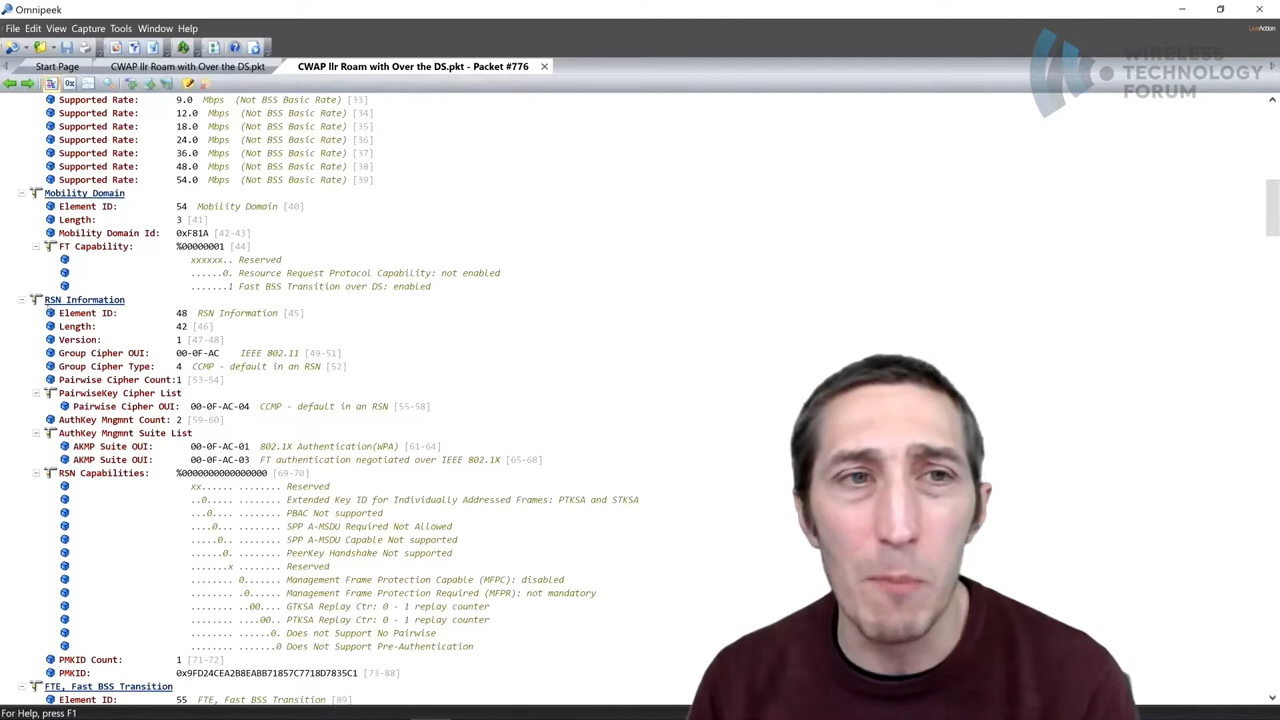 Omnipeek
File Edit View Capture Tools Window Help
LiveAction
Start Page CWAP llr Roam with Over the DS.pkt CWAP llr Roam with Over the DS.pkt - Packet #776
WIRELESS
TECHNOLOGY
FORUM
Supported Rate: 9.0 Mbps (Not BSS Basic Rate) [33]
Supported Rate: 12.0 Mbps (Not BSS Basic Rate) [34]
Supported Rate: 18.0 Mbps (Not BSS Basic Rate) [35]
Supported Rate: 24.0 Mbps (Not BSS Basic Rate) [36]
Supported Rate: 36.0 Mbps (Not BSS Basic Rate) [37]
Supported Rate: 48.0 Mbps (Not BSS Basic Rate) [38]
Supported Rate: 54.0 Mbps (Not BSS Basic Rate) [39]
Mobility Domain
Element ID: 54 Mobility Domain [40]
Length: 3 [41]
Mobility Domain Id: 0xF81A [42-43]
FT Capability: %00000001 [44]
xxxxxx.. Reserved
......0. Resource Request Protocol Capability: not enabled
.......1 Fast BSS Transition over DS: enabled
RSN Information
Element ID: 48 RSN Information [45]
Length: 42 [46]
Version: 1 [47-48]
Group Cipher OUI: 00-0F-AC IEEE 802.11 [49-51]
Group Cipher Type: 4 CCMP - default in an RSN [52]
Pairwise Cipher Count:1 [53-54]
PairwiseKey Cipher List
Pairwise Cipher OUI: 00-0F-AC-04 CCMP - default in an RSN [55-58]
AuthKey Mngmnt Count: 2 [59-60]
AuthKey Mngmnt Suite List
AKMP Suite OUI: 00-0F-AC-01 802.1X Authentication(WPA) [61-64]
AKMP Suite OUI: 00-0F-AC-03 FT authentication negotiated over IEEE 802.1X [65-68]
RSN Capabilities: %0000000000000000 [69-70]
xx...... ........ Reserved
..0..... ........ Extended Key ID for Individually Addressed Frames: PTKSA and STKSA
...0.... ........ PBAC Not supported
....0... ........ SPP A-MSDU Required Not Allowed
.....0.. ........ SPP A-MSDU Capable Not supported
......0. ........ PeerKey Handshake Not supported
.......x ........ Reserved
........ 0....... Management Frame Protection Capable (MFPC): disabled
........ .0...... Management Frame Protection Required (MFPR): not mandatory
........ ..00.... GTKSA Replay Ctr: 0 - 1 replay counter
........ ....00.. PTKSA Replay Ctr: 0 - 1 replay counter
........ ......0. Does not Support No Pairwise
........ .......0 Does Not Support Pre-Authentication
PMKID Count: 1 [71-72]
PMKID: 0x9FD24CEA2B8EABB71857C7718D7835C1 [73-88]
FTE, Fast BSS Transition
Element ID: 55 FTE, Fast BSS Transition [89]
For Help, press F1